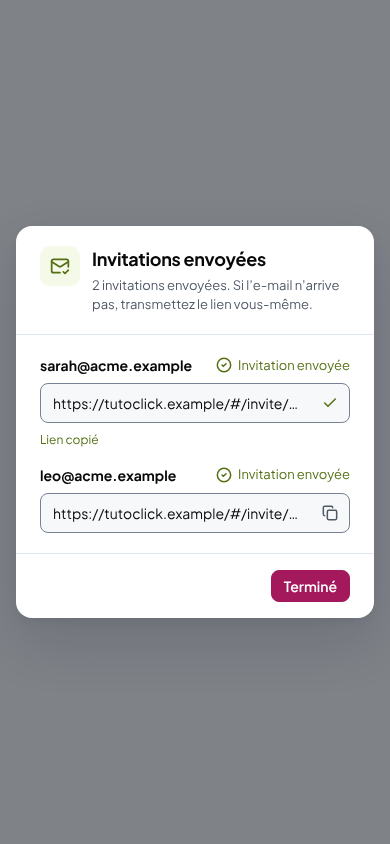 Invitations envoyées
2 invitations envoyées. Si l'e-mail n'arrive
pas, transmettez le lien vous-même.
sarah@acme.example Invitation envoyée
https://tutoclick.example/#/invite/...
Lien copié
leo@acme.example Invitation envoyée
https://tutoclick.example/#/invite/...
Terminé